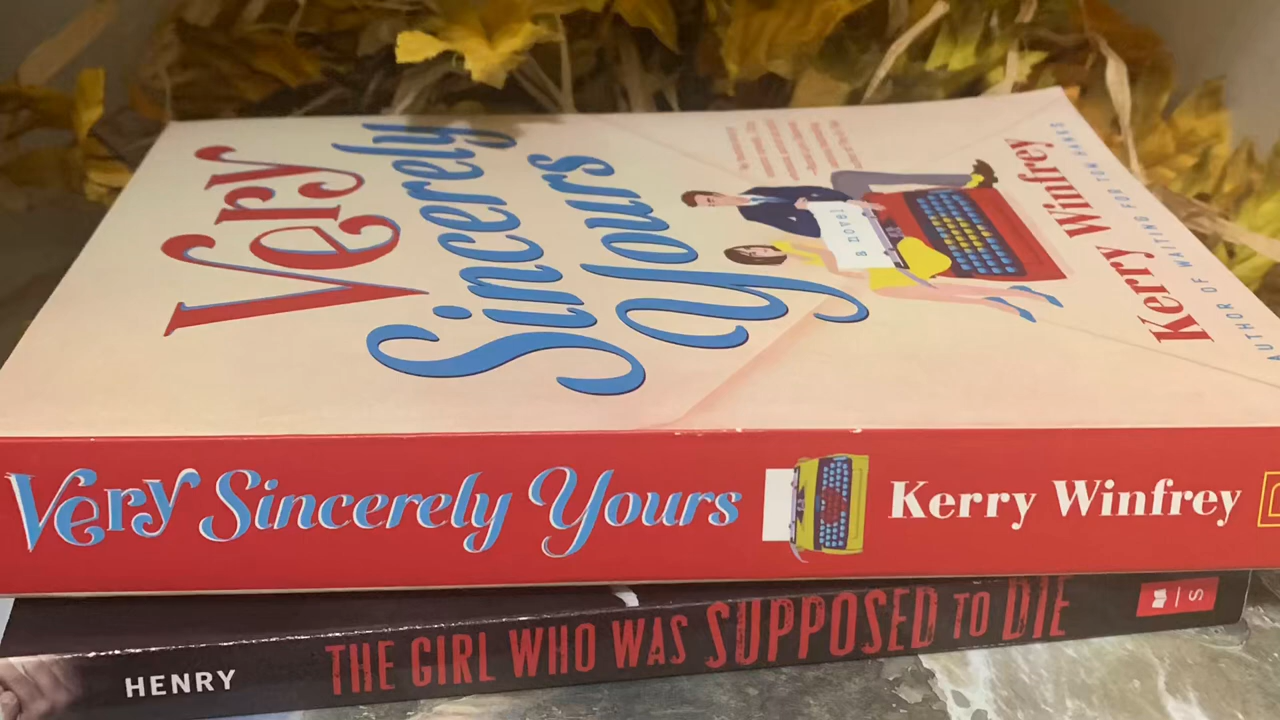 Very
Sincerely
Yours
a novel
Kerry Winfrey
AUTHOR OF WAITING FOR TOM HANKS
Very Sincerely Yours
Kerry Winfrey
HENRY
THE GIRL WHO WAS SUPPOSED TO DIE
S